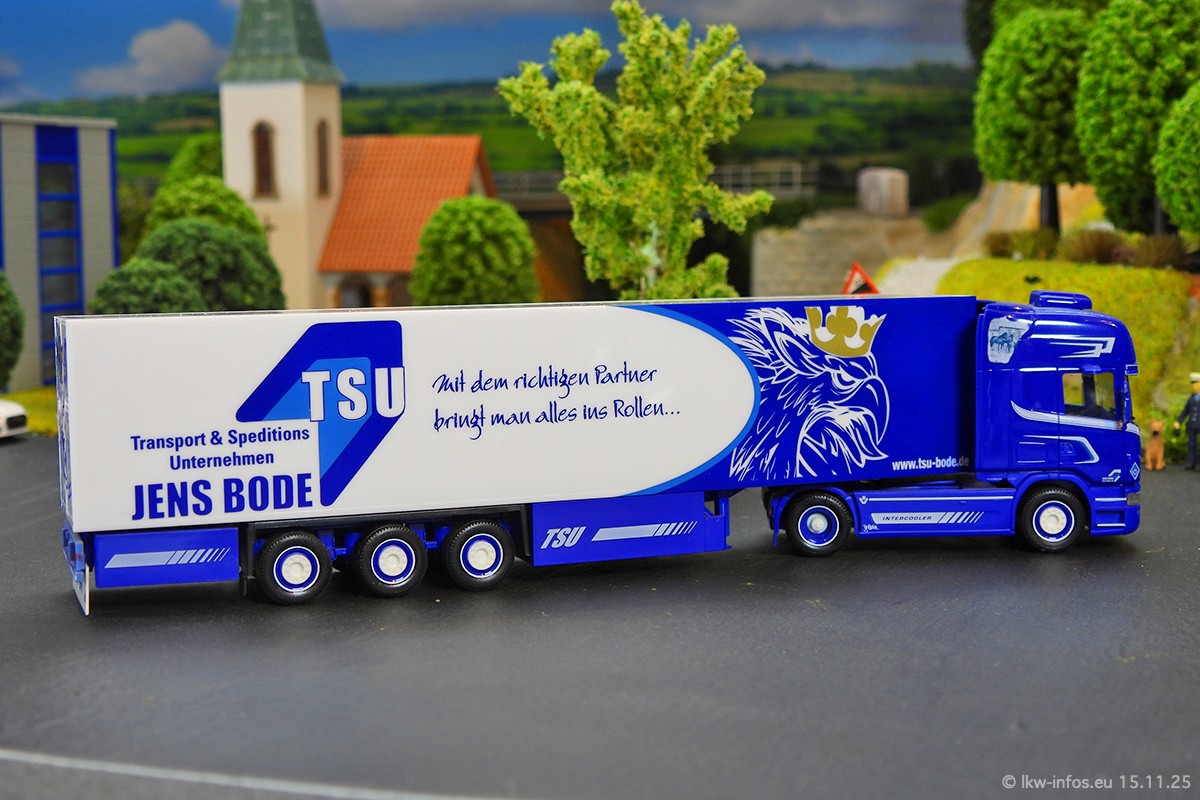 TSU
Transport & Speditions
Unternehmen
JENS BODE
Mit dem richtigen Partner
bringt man alles ins Rollen...
www.tsu-bode.de
TSU
INTERCOOLER
© lkw-infos.eu 15.11.25